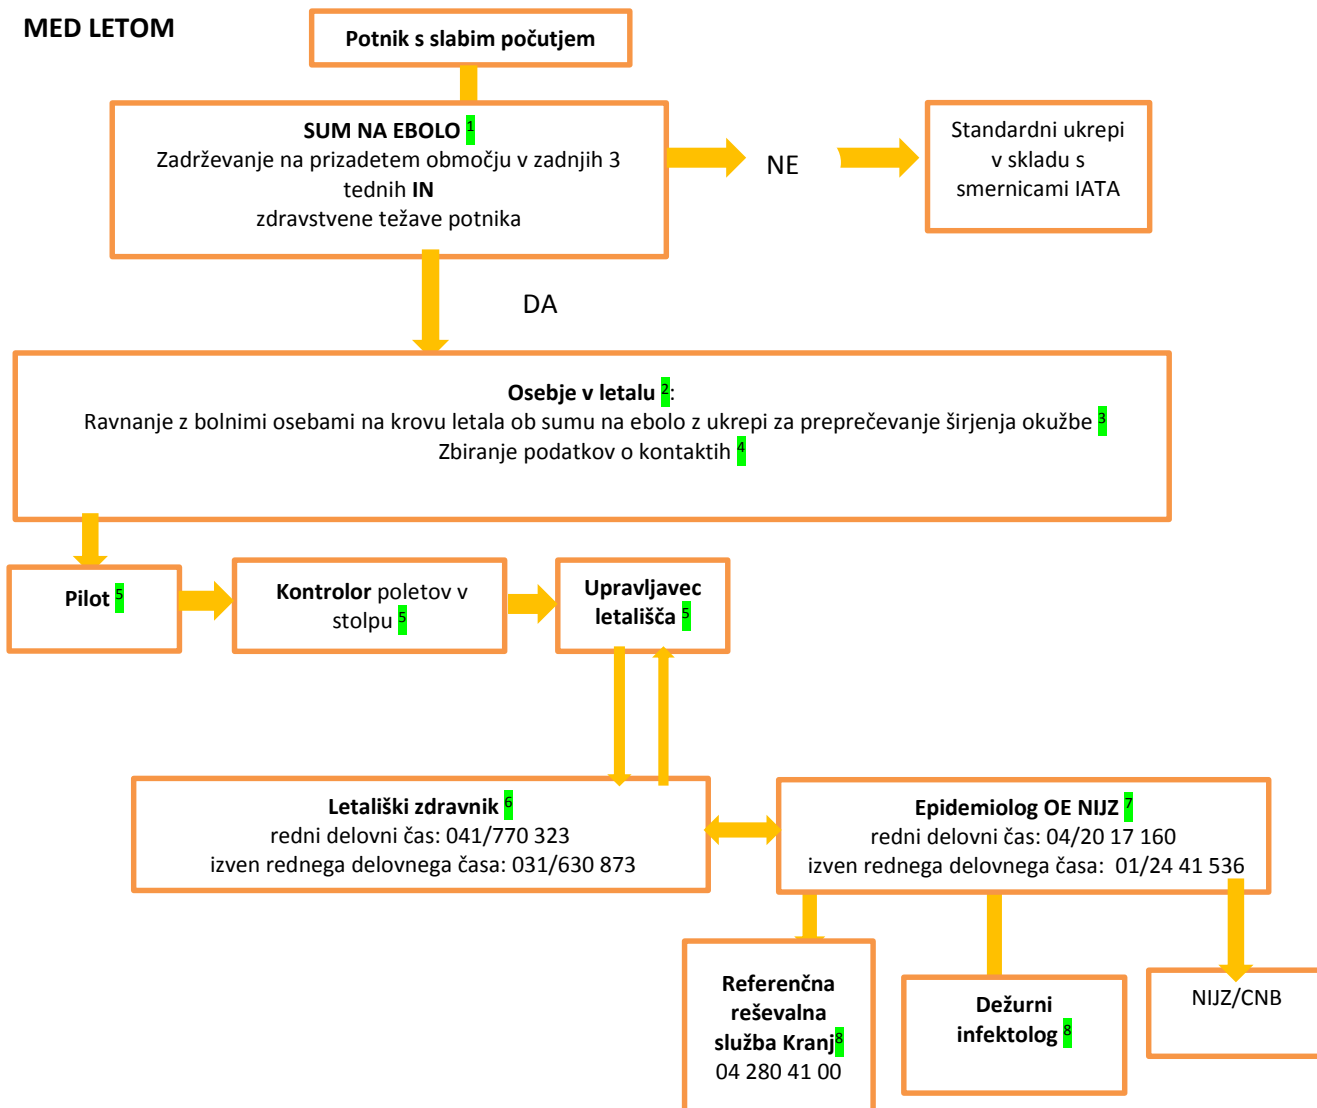 MED LETOM
Potnik s slabim počutjem
SUM NA EBOLO 1
Zadrževanje na prizadetem območju v zadnjih 3
tednih IN
zdravstvene težave potnika
NE
Standardni ukrepi
v skladu s
smernicami IATA
DA
Osebje v letalu 2:
Ravnanje z bolnimi osebami na krovu letala ob sumu na ebolo z ukrepi za preprečevanje širjenja okužbe 3
Zbiranje podatkov o kontaktih 4
Pilot 5
Kontrolor poletov v
stolpu 5
Upravljavec
letališča 5
Letališki zdravnik 6
redni delovni čas: 041/770 323
izven rednega delovnega časa: 031/630 873
Epidemiolog OE NIJZ 7
redni delovni čas: 04/20 17 160
izven rednega delovnega časa: 01/24 41 536
Referenčna
reševalna
služba Kranj8
04 280 41 00
Dežurni
infektolog 8
NIJZ/CNB